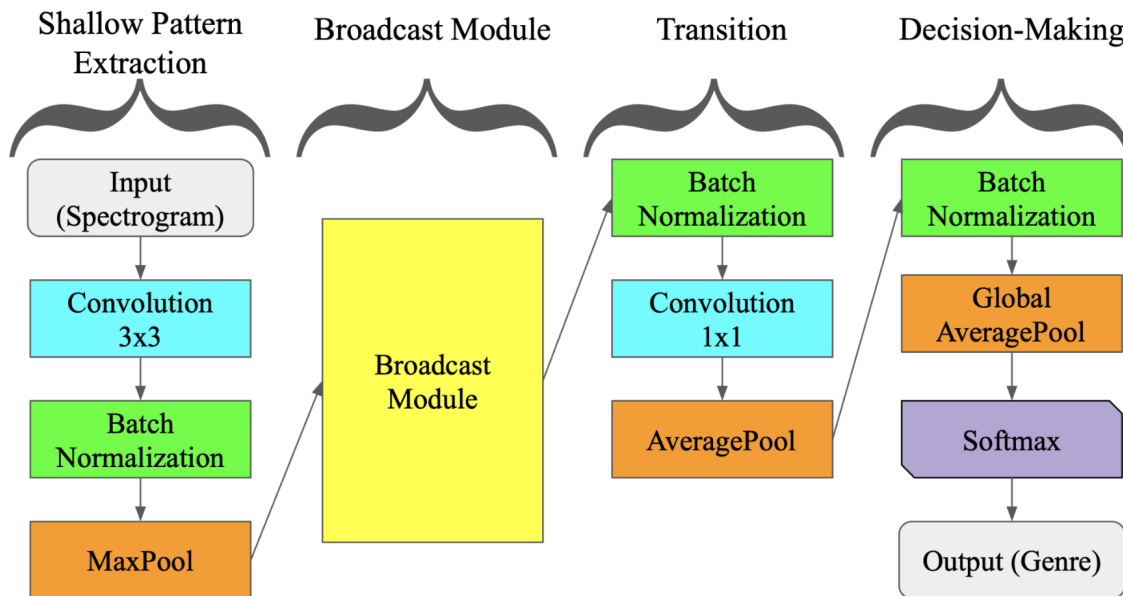 Shallow Pattern
Extraction
Input
(Spectrogram)
Convolution
3x3
Batch
Normalization
MaxPool
Broadcast Module
Broadcast
Module
Transition
Batch
Normalization
Convolution
1x1
AveragePool
Decision-Making
Batch
Normalization
Global
AveragePool
Softmax
Output (Genre)